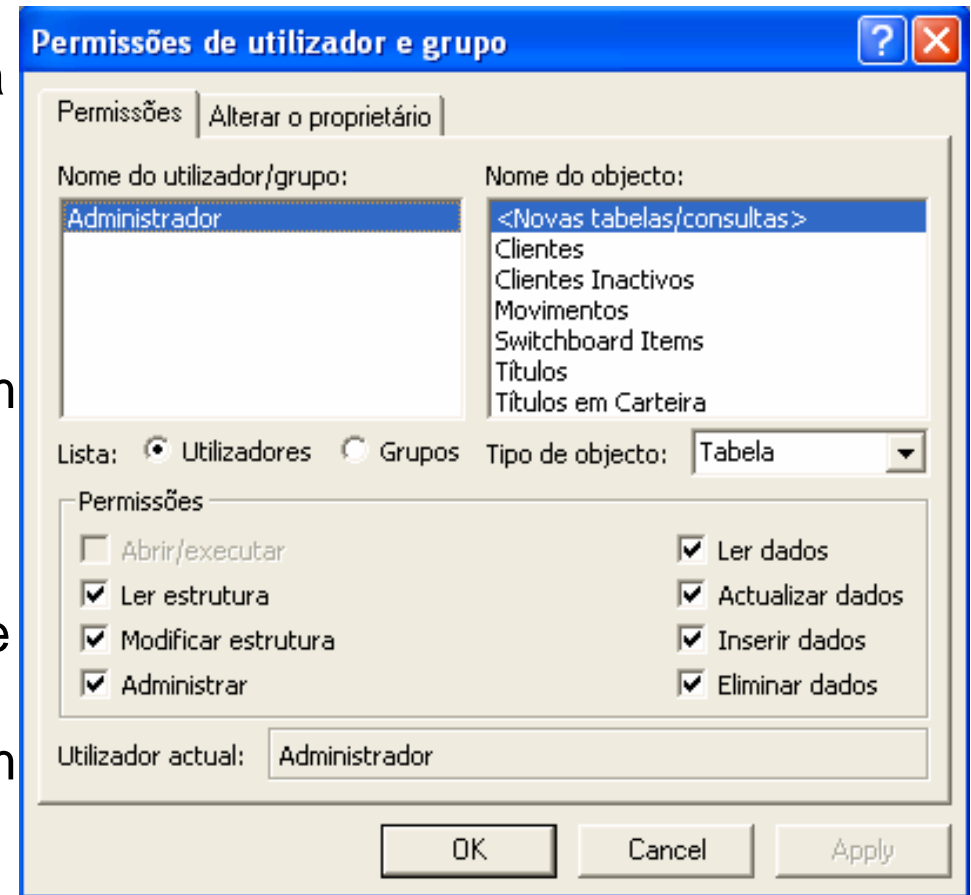 Permissões de utilizador e grupo
a
Permissões Alterar o proprietário
Nome do utilizador/grupo: Nome do objecto:
Administrador <Novas tabelas/consultas>
Clientes
Clientes Inactivos
Movimentos
Switchboard Items
Títulos
Títulos em Carteira
Lista: Utilizadores Grupos Tipo de objecto: Tabela
Permissões
Abrir/executar Ler dados
Ler estrutura Actualizar dados
e
Modificar estrutura Inserir dados
Administrar Eliminar dados
Utilizador actual: Administrador
OK Cancel Apply